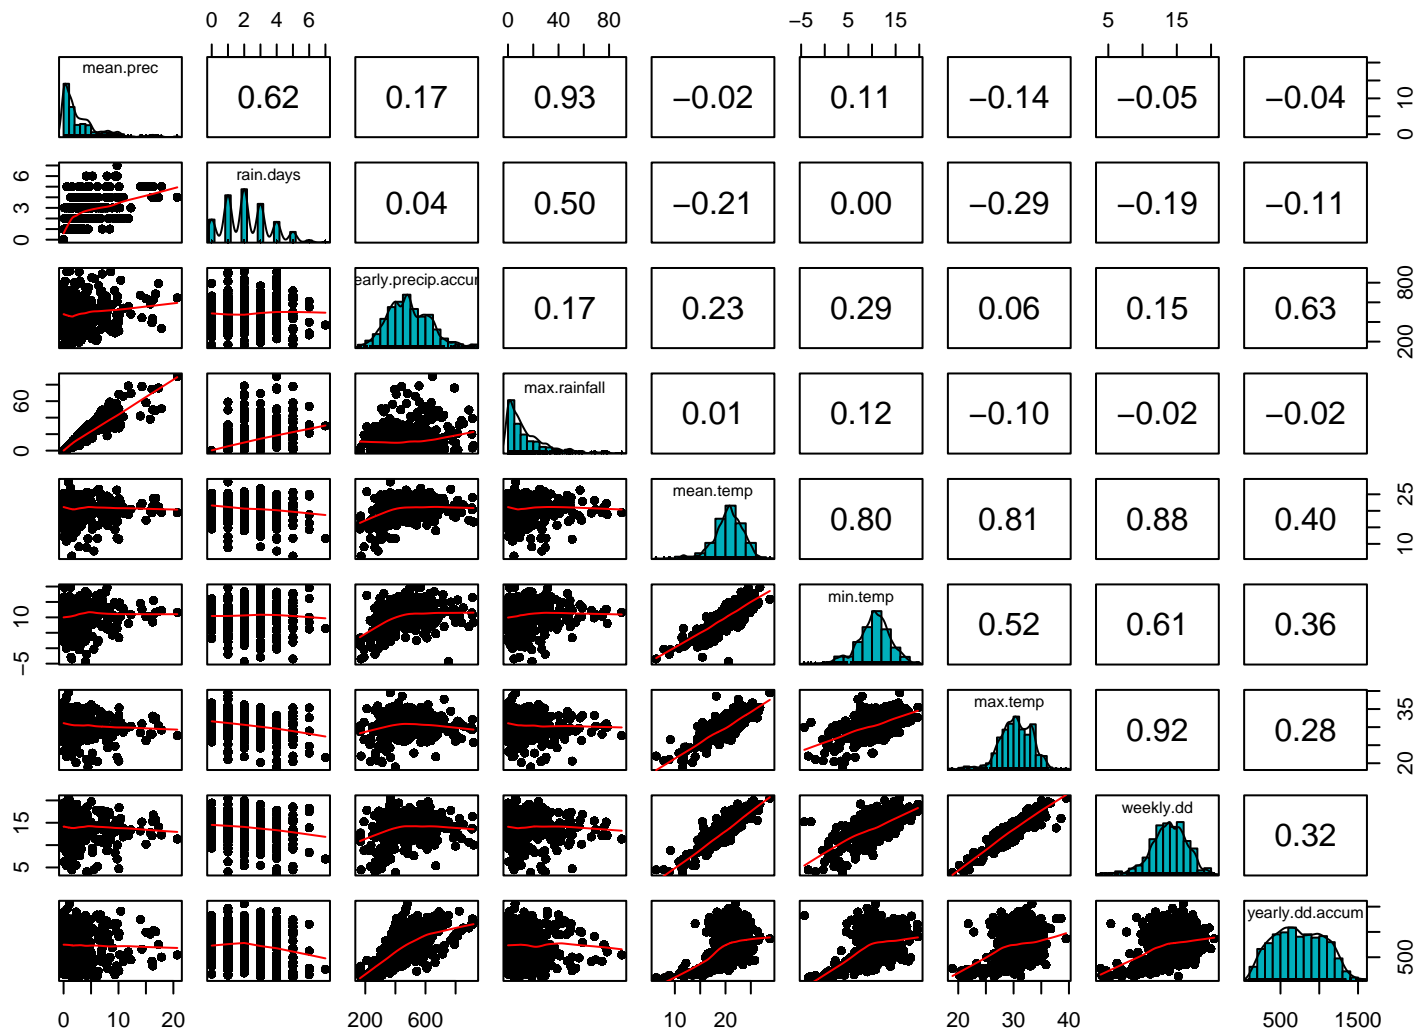 0 2 4 6 0 40 80 −5 5 10 20 5 15
mean.prec 0.62 0.17 0.93 −0.02 0.11 −0.14 −0.05 −0.04 0 10
0 3 6 rain.days 0.04 0.50 −0.21 0.00 −0.29 −0.19 −0.11
early.precip.accur 0.17 0.23 0.29 0.06 0.15 0.63 200 800
0 60 max.rainfall 0.01 0.12 −0.10 −0.02 −0.02
mean.temp 0.80 0.81 0.88 0.40 10 25
−5 10 min.temp 0.52 0.61 0.36
max.temp 0.92 0.28 20 35
5 15 weekly.dd 0.32
yearly.dd.accum 500
0 10 20 200 600 10 20 20 30 40 500 1500